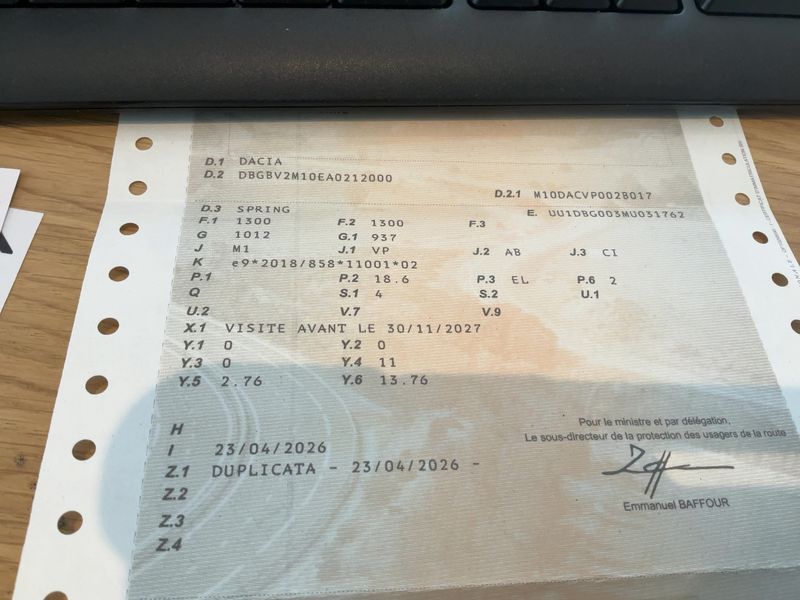 D.1 DACIA
D.2 DBGBV2M10EA0212000
D.2.1 M10DACVP002B017
D.3 SPRING
E. UU1DBG003MU031762
F.1 1300 F.2 1300 F.3
G 1012 G.1 937
J M1 J.1 VP J.2 AB J.3 CI
K e9*2018/858*11001*02
P.1 P.2 18.6 P.3 EL P.6 2
Q S.1 4 S.2 U.1
U.2 V.7 V.9
X.1 VISITE AVANT LE 30/11/2027
Y.1 0 Y.2 0
Y.3 0 Y.4 11
Y.5 2.76 Y.6 13.76
Pour le ministre et par délégation,
Le sous-directeur de la protection des usagers de la route
H
I 23/04/2026
Z.1 DUPLICATA - 23/04/2026 -
Emmanuel BAFFOUR
Z.2
Z.3
Z.4